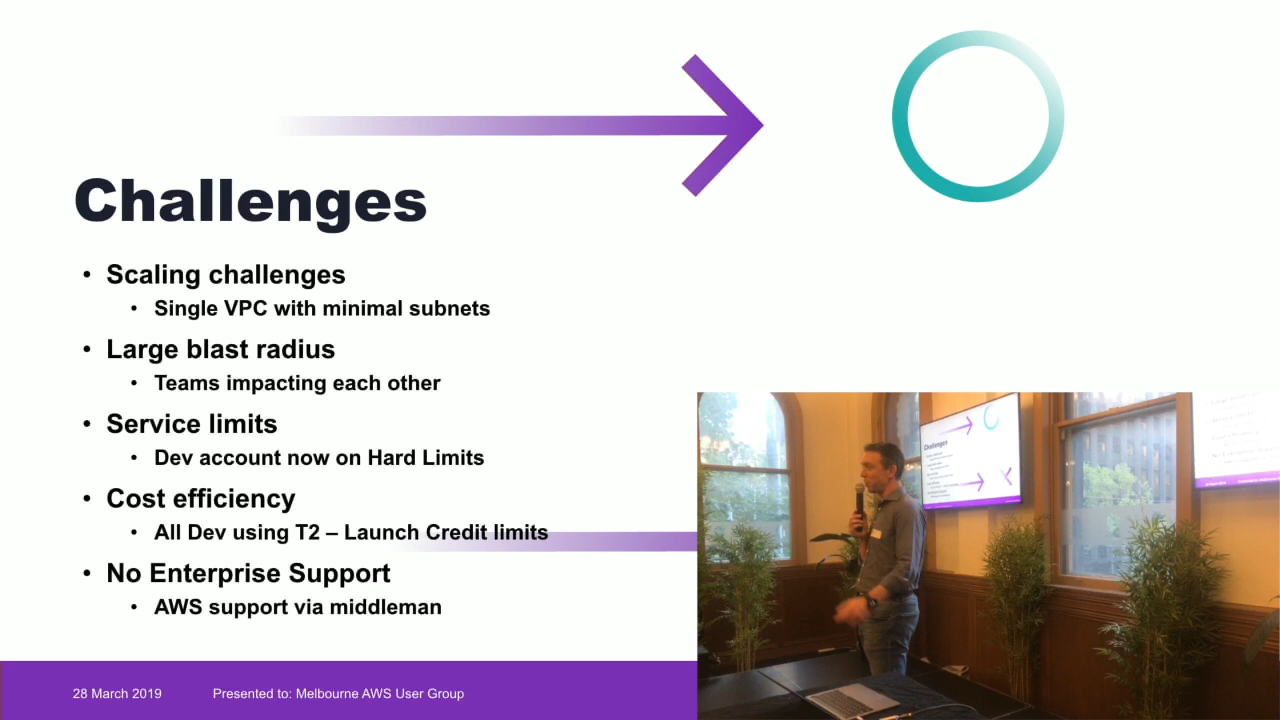 Challenges
• Scaling challenges
• Single VPC with minimal subnets
• Large blast radius
• Teams impacting each other
• Service limits
• Dev account now on Hard Limits
• Cost efficiency
• All Dev using T2 – Launch Credit limits
• No Enterprise Support
• AWS support via middleman
28 March 2019 Presented to: Melbourne AWS User Group
Challenges